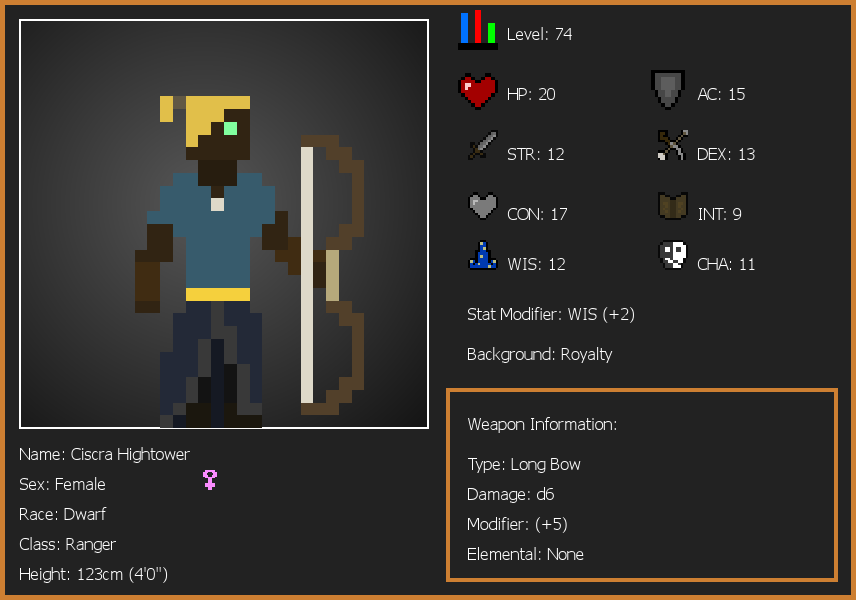 Level: 74
HP: 20
AC: 15
STR: 12
DEX: 13
CON: 17
INT: 9
WIS: 12
CHA: 11
Stat Modifier: WIS (+2)
Background: Royalty
Weapon Information:
Type: Long Bow
Damage: d6
Modifier: (+5)
Elemental: None
Name: Ciscra Hightower
Sex: Female
Race: Dwarf
Class: Ranger
Height: 123cm (4'0")